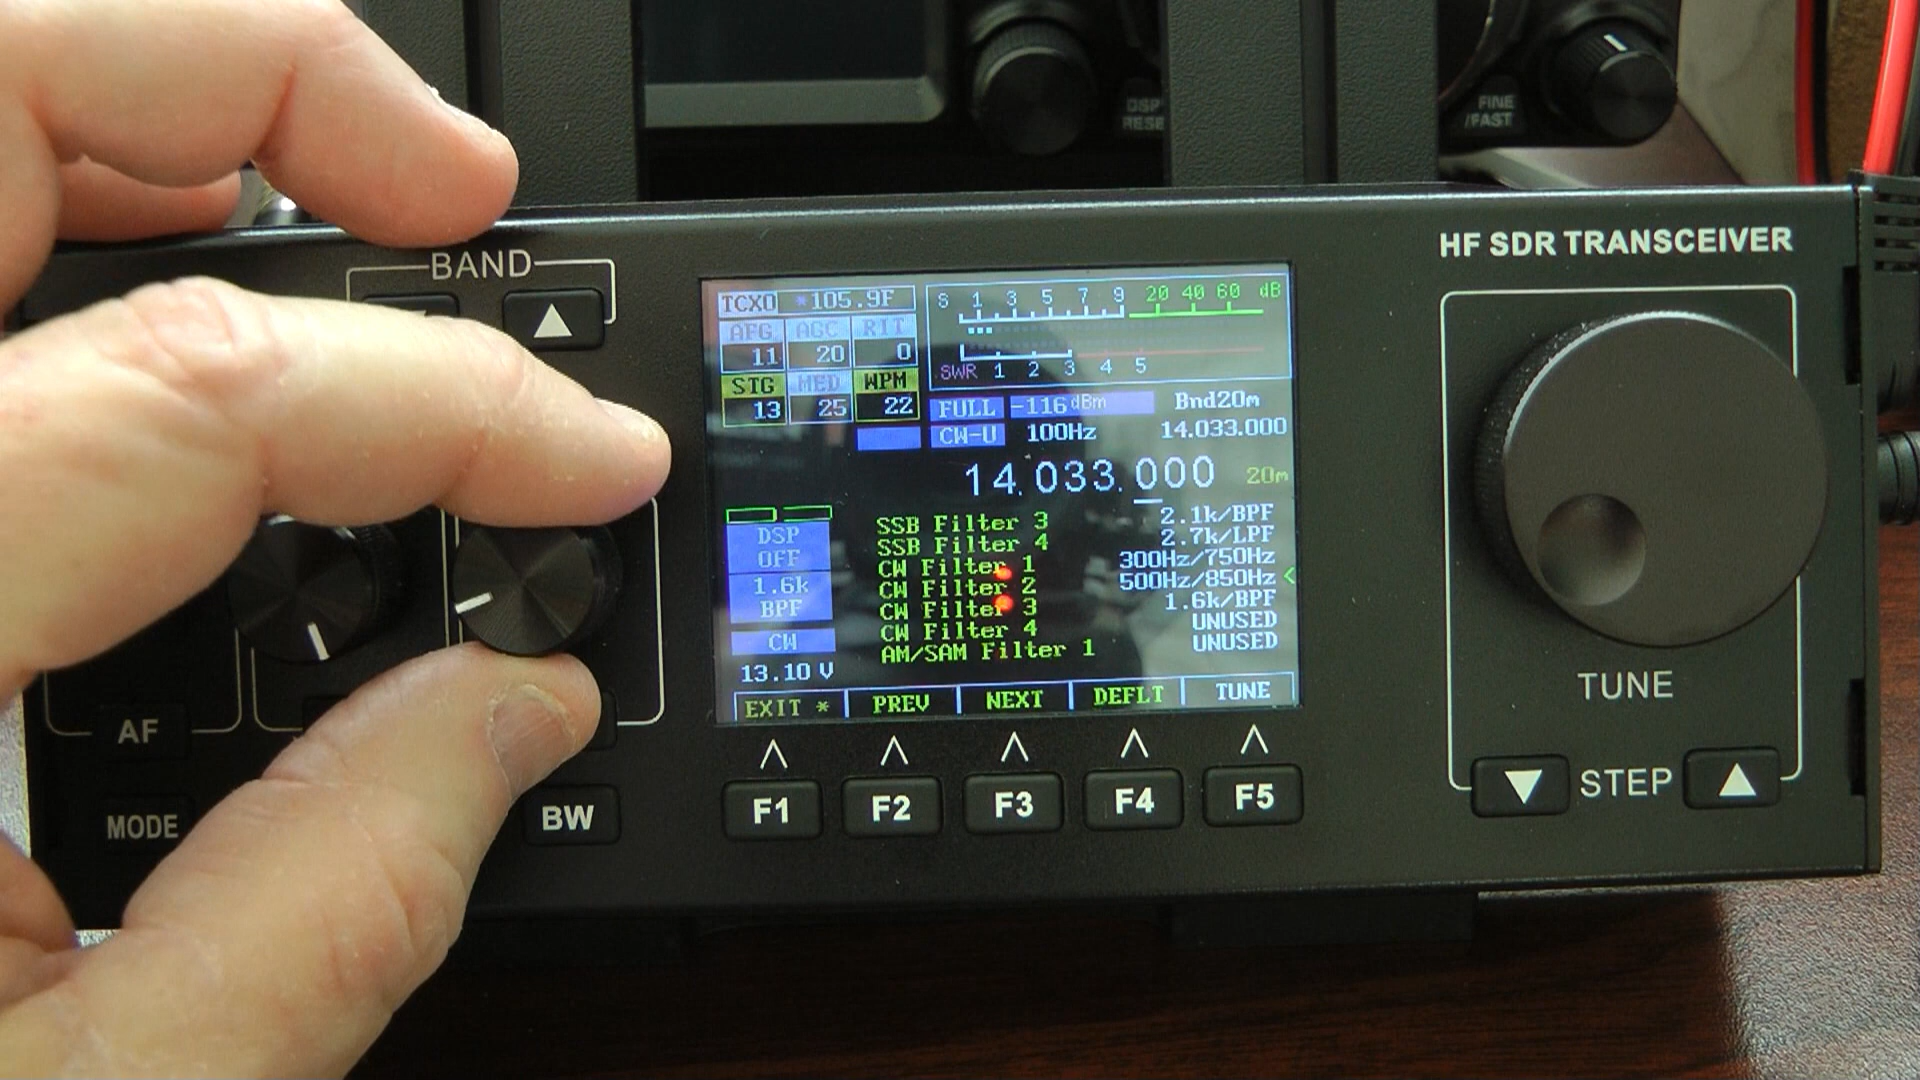 DSP
RESE
FINE
/FAST
HF SDR TRANSCEIVER
BAND
TCXO *105.9F
S 1 3 5 7 9 20 40 60 dB
AFG AGC RIT
11 20 0
SWR 1 2 3 4 5
STG MED WPM
13 25 22
FULL -116dBm Bnd20m
CW-U 100Hz 14.033.000
14.033.000 20m
DSP
OFF
1.6k
BPF
CW
13.10 V
SSB Filter 3 2.1k/BPF
SSB Filter 4 2.7k/LPF
CW Filter 1 300Hz/750Hz
CW Filter 2 500Hz/850Hz <
CW Filter 3 1.6k/BPF
CW Filter 4 UNUSED
AM/SAM Filter 1 UNUSED
EXIT * PREV NEXT DEFLT TUNE
TUNE
STEP
AF
MODE
BW
F1 F2 F3 F4 F5